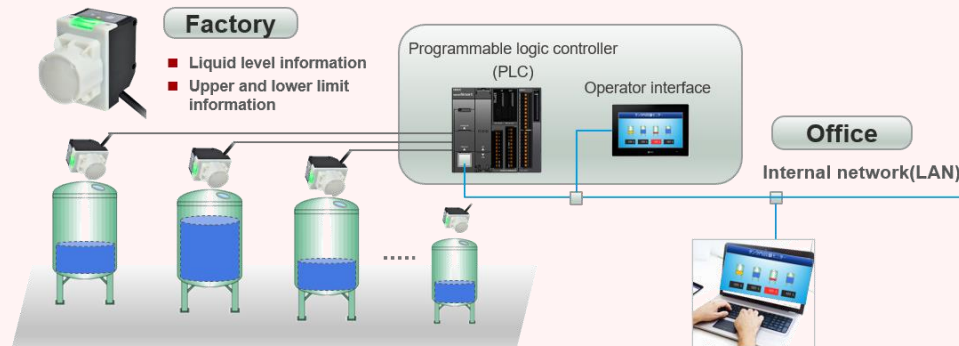 Factory
Liquid level information
Upper and lower limit
information
Programmable logic controller
(PLC)
Operator interface
Office
Internal network(LAN)
.....